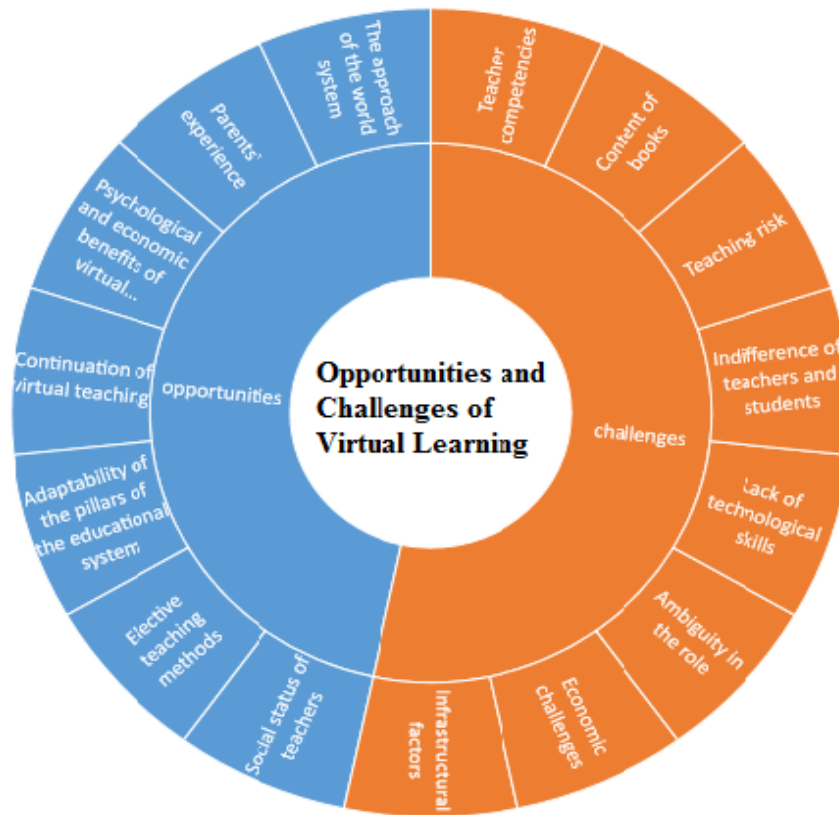 Opportunities and
Challenges of
Virtual Learning
challenges
Teacher
competencies
Content of
books
Teaching risk
Indifference of
teachers and
students
Lack of
technological
skills
Ambiguity in
the role
Economic
challenges
Infrastructural
factors
opportunities
Social status of
teachers
Elective
teaching
methods
Adaptability of
the pillars of
the educational
system
Continuation of
virtual teaching
Psychological
and economic
benefits of
virtual...
Parents'
experience
The approach
of the world
system